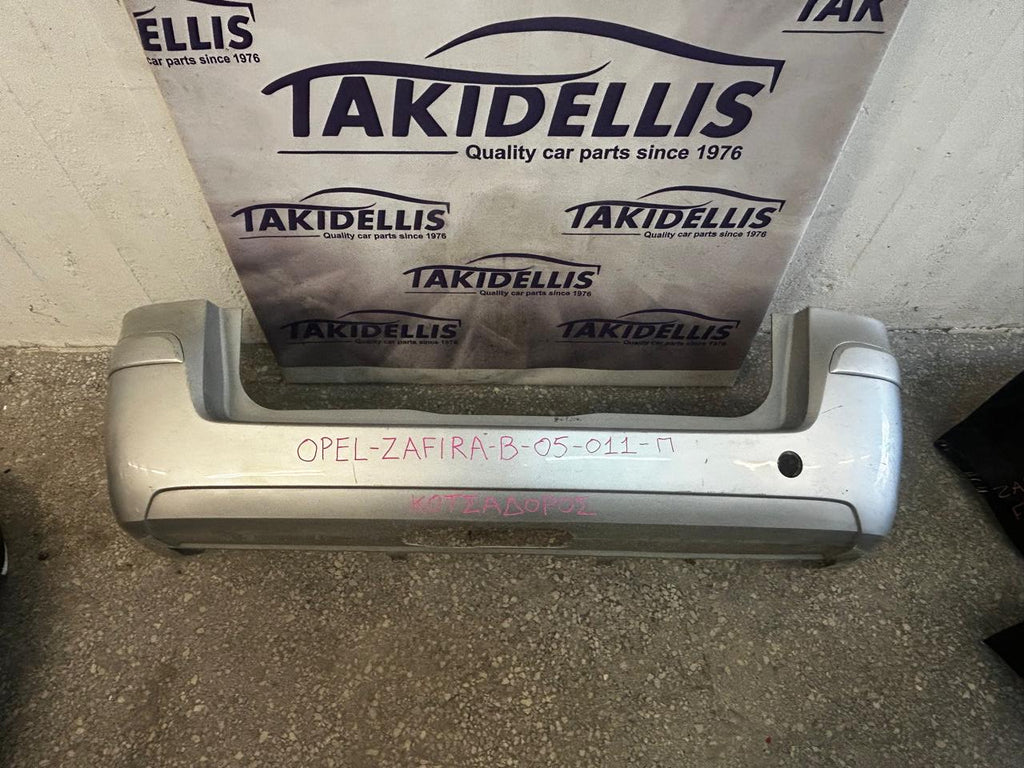 ELLIS
car parts since 1976
TAK
TAKIDELLIS
Quality car parts since 1976
TAKIDELLIS
Quality car parts since 1976
TAKIDELLIS
Quality car parts since 1976
TAKIDELLIS
Quality car parts since 1976
TAKIDELLIS
Quality car parts since 1976
TAKIDELLIS
Quality car parts since 1976
OPEL-ZAFIRA-B-05-011-Π
ΚΟΤΣΑΔΟΡΟΣ